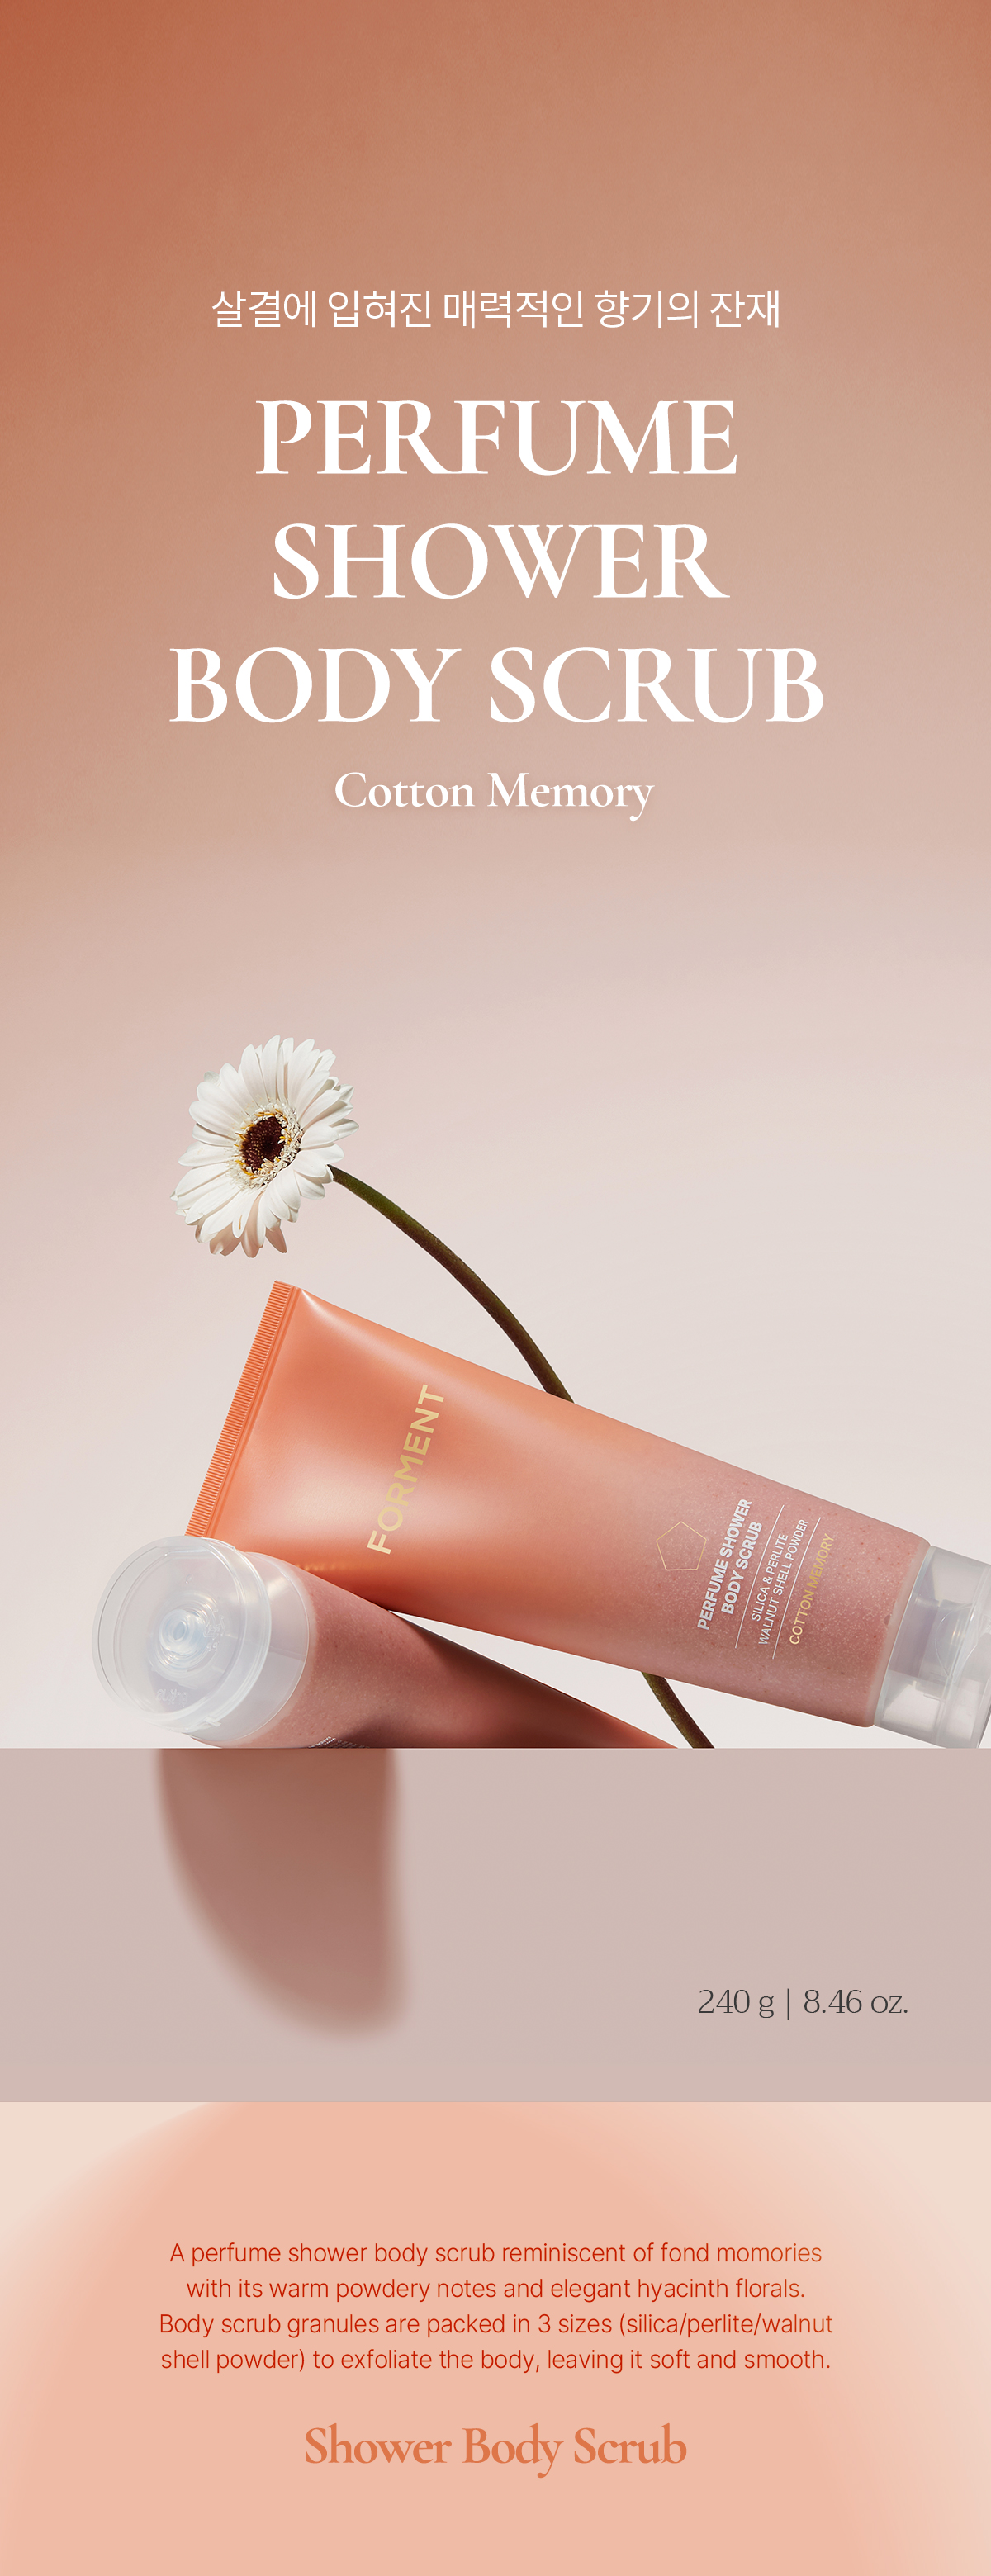 살결에 입혀진 매력적인 향기의 잔재
PERFUME
SHOWER
BODY SCRUB
Cotton Memory
FORMENT
PERFUME SHOWER
BODY SCRUB
SILICA & PERLITE
WALNUT SHELL POWDER
COTTON MEMORY
240 g | 8.46 oz.
A perfume shower body scrub reminiscent of fond momories
with its warm powdery notes and elegant hyacinth florals.
Body scrub granules are packed in 3 sizes (silica/perlite/walnut
shell powder) to exfoliate the body, leaving it soft and smooth.
Shower Body Scrub